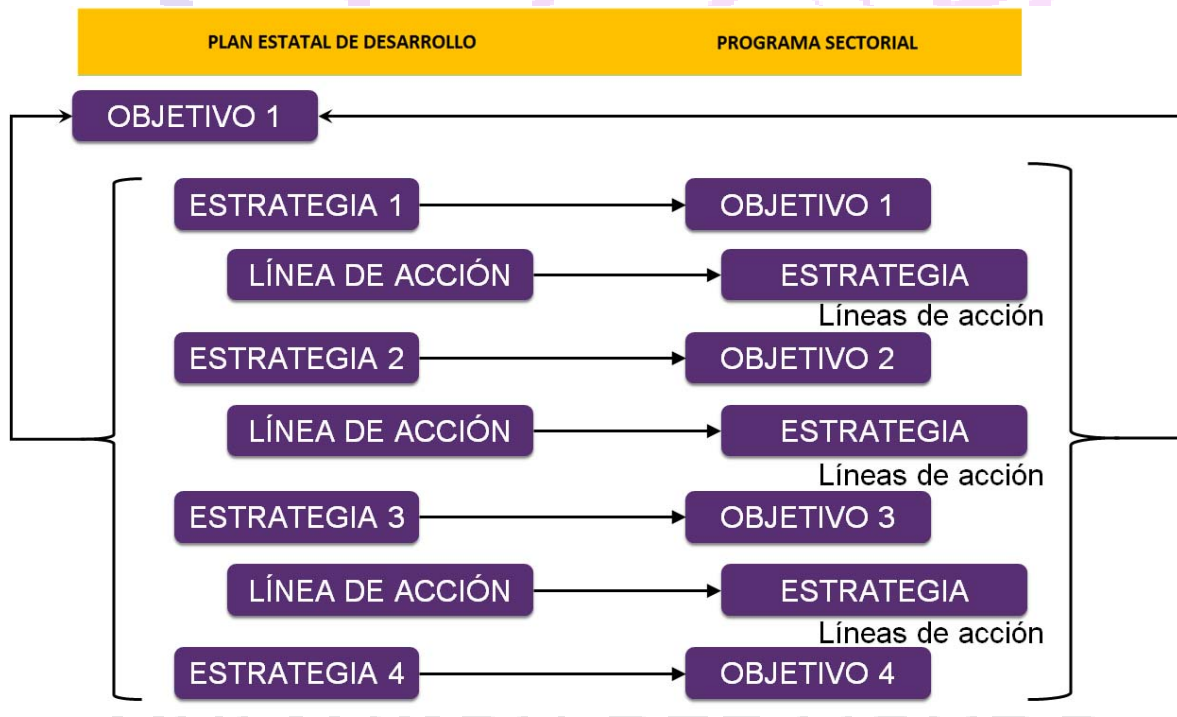 PLAN ESTATAL DE DESARROLLO PROGRAMA SECTORIAL
OBJETIVO 1
ESTRATEGIA 1 OBJETIVO 1
LÍNEA DE ACCIÓN ESTRATEGIA
Líneas de acción
ESTRATEGIA 2 OBJETIVO 2
LÍNEA DE ACCIÓN ESTRATEGIA
Líneas de acción
ESTRATEGIA 3 OBJETIVO 3
LÍNEA DE ACCIÓN ESTRATEGIA
Líneas de acción
ESTRATEGIA 4 OBJETIVO 4